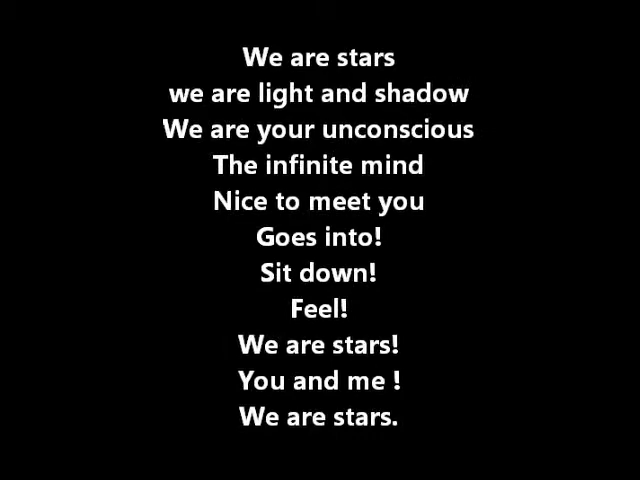 We are stars
we are light and shadow
We are your unconscious
The infinite mind
Nice to meet you
Goes into!
Sit down!
Feel!
We are stars!
You and me !
We are stars.